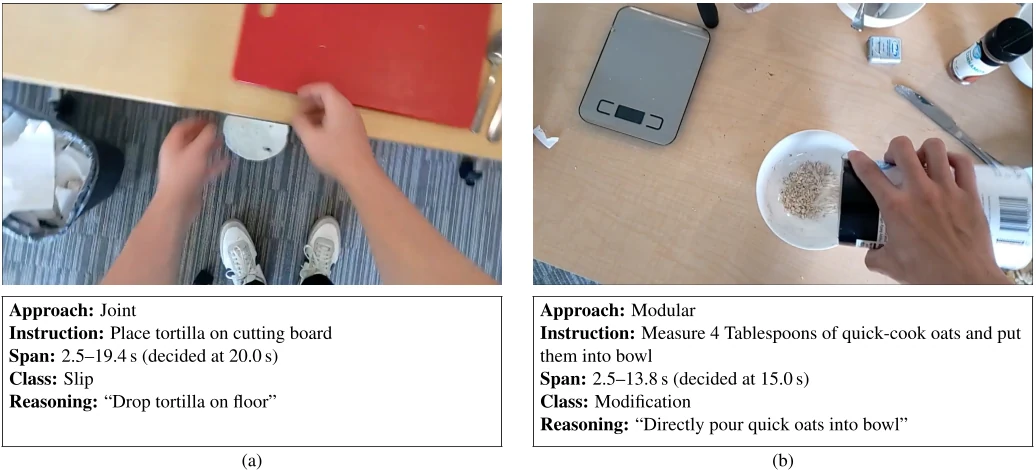 Approach: Joint
Instruction: Place tortilla on cutting board
Span: 2.5–19.4 s (decided at 20.0 s)
Class: Slip
Reasoning: “Drop tortilla on floor”
(a)
Approach: Modular
Instruction: Measure 4 Tablespoons of quick-cook oats and put
them into bowl
Span: 2.5–13.8 s (decided at 15.0 s)
Class: Modification
Reasoning: “Directly pour quick oats into bowl”
(b)